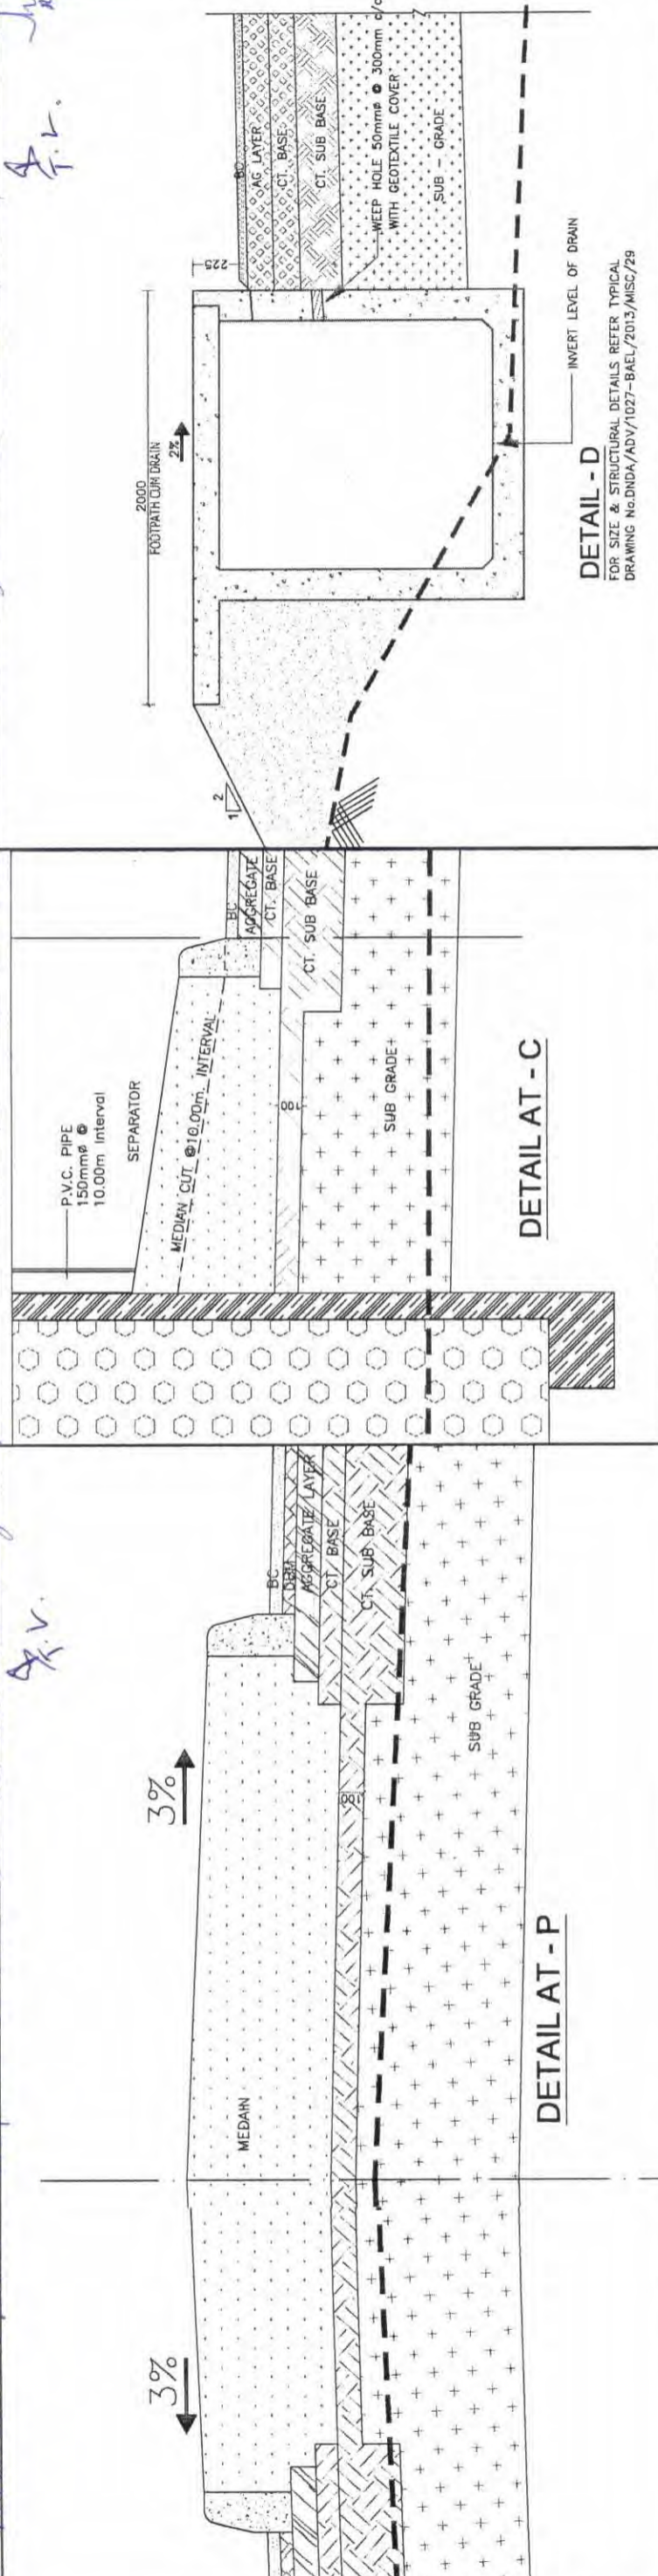 3%
3%
MEDAIN
100
BC
DBM
AGGREGATE LAYER
CT. BASE
CT. SUB BASE
SUB GRADE
DETAIL AT - P
P.V.C. PIPE
150mmø @
10.00m Interval
SEPARATOR
MEDIAN CUT @10.00m. INTERVAL
100
BC
AGGREGATE
CT. BASE
CT. SUB BASE
SUB GRADE
DETAIL AT - C
2000
FOOTPATH CUM DRAIN
2%
225
1
2
BC
AG LAYER
CT. BASE
CT. SUB BASE
WEEP HOLE 50mmø @ 300mm c/c
WITH GEOTEXTILE COVER
SUB - GRADE
INVERT LEVEL OF DRAIN
DETAIL - D
FOR SIZE & STRUCTURAL DETAILS REFER TYPICAL
DRAWING No.DNDA/ADV/1027-BAEL/2013/MISC/29